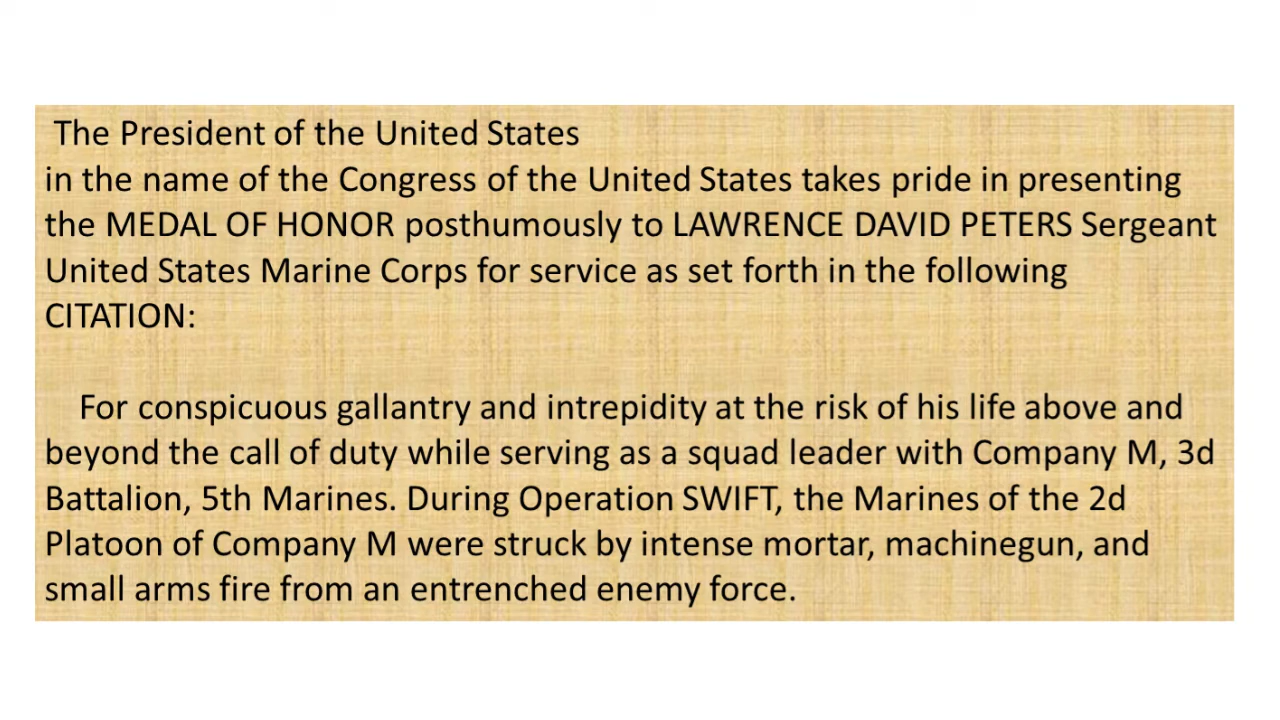 The President of the United States
in the name of the Congress of the United States takes pride in presenting
the MEDAL OF HONOR posthumously to LAWRENCE DAVID PETERS Sergeant
United States Marine Corps for service as set forth in the following
CITATION:
For conspicuous gallantry and intrepidity at the risk of his life above and
beyond the call of duty while serving as a squad leader with Company M, 3d
Battalion, 5th Marines. During Operation SWIFT, the Marines of the 2d
Platoon of Company M were struck by intense mortar, machinegun, and
small arms fire from an entrenched enemy force.